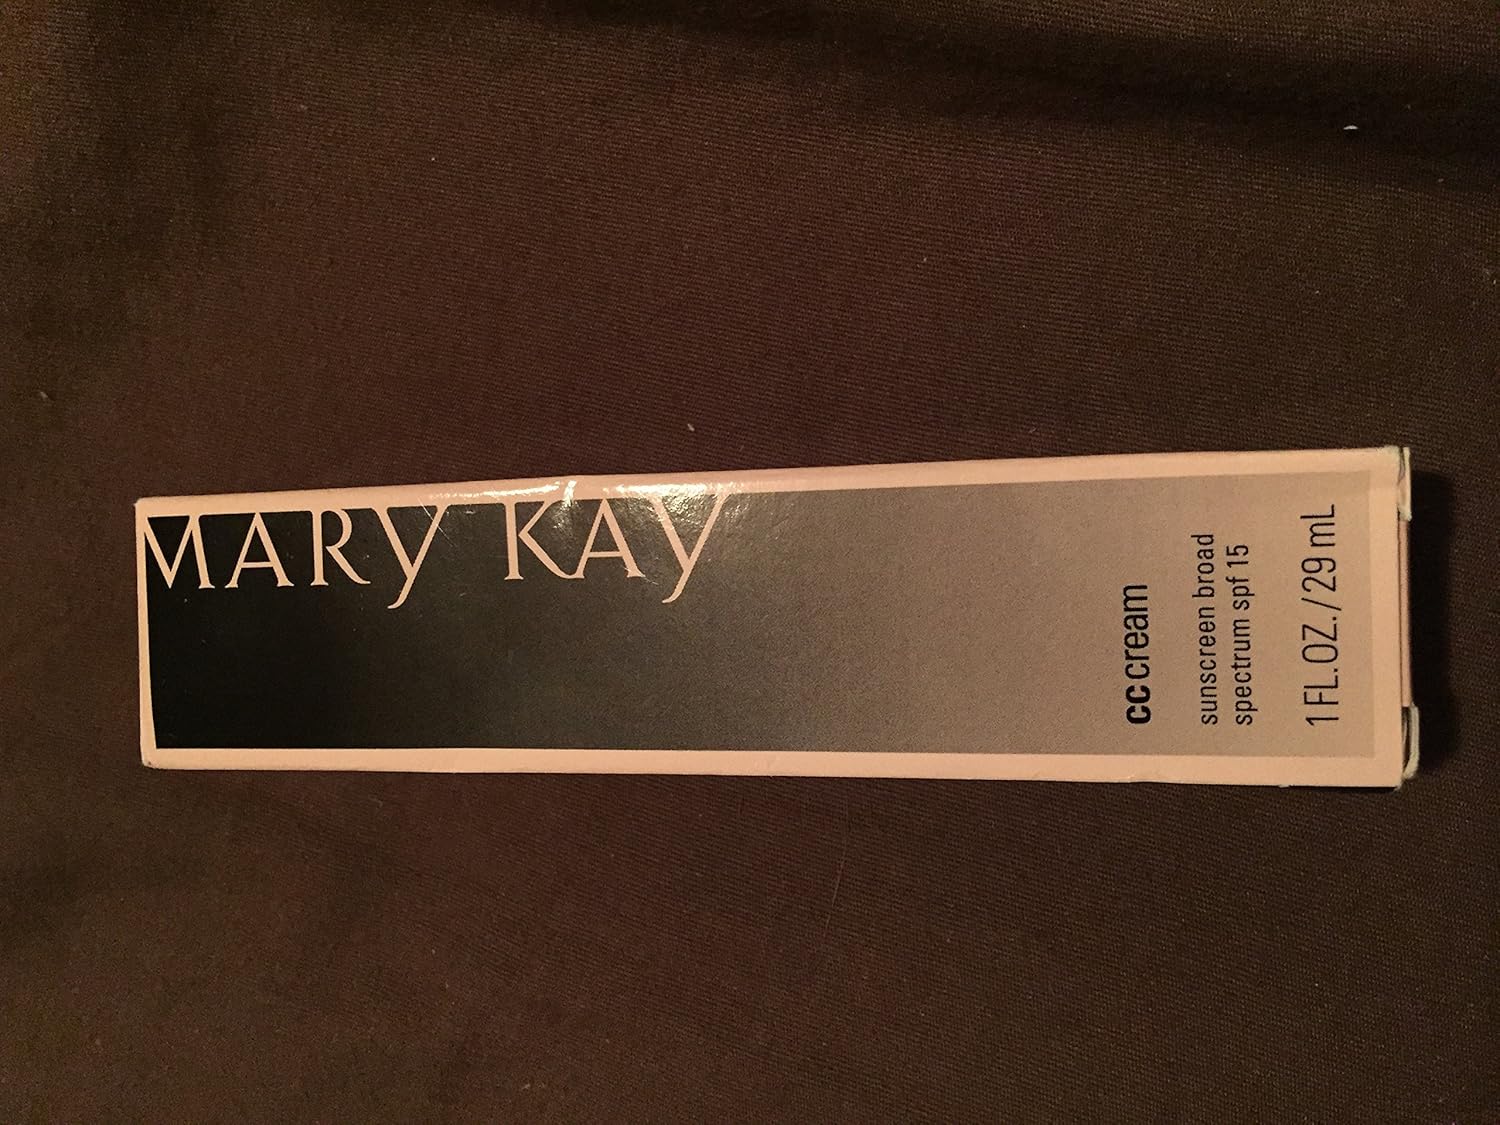 MARY KAY
cc cream
sunscreen broad
spectrum spf 15
1 FL.OZ./29 mL